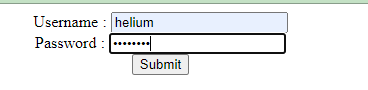 Username : helium
Password : ••••••••
Submit